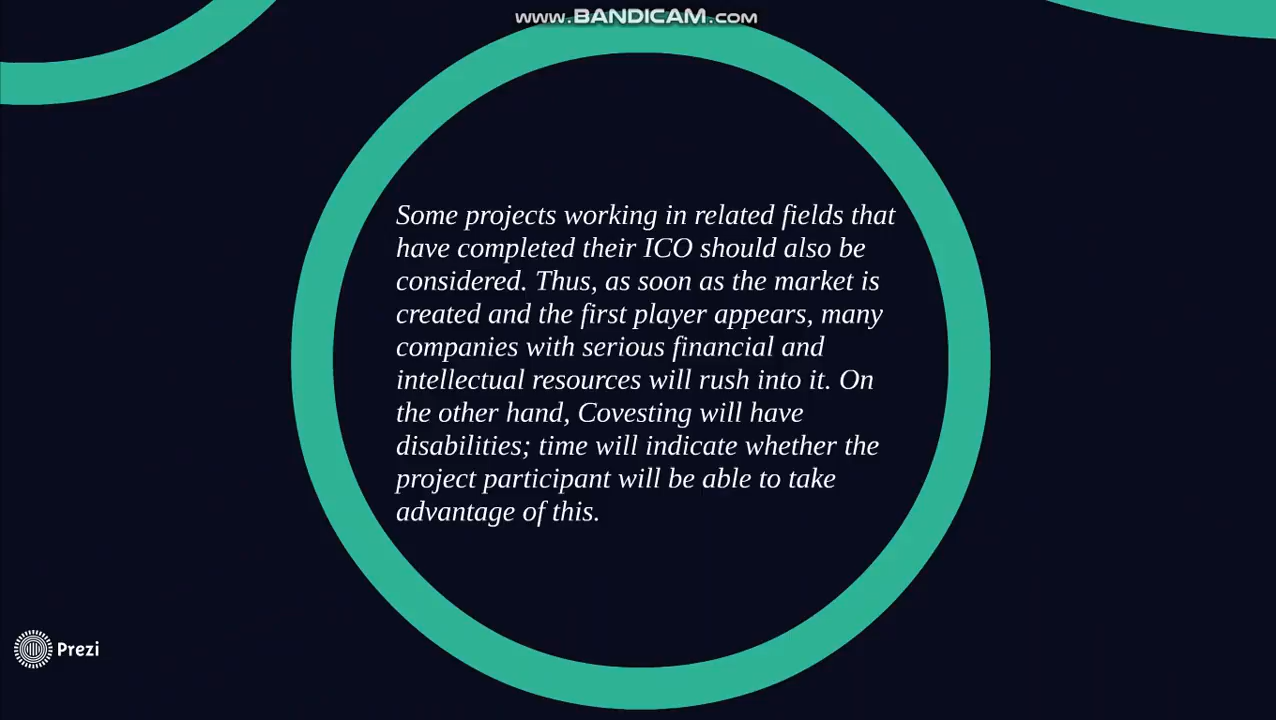 www.BANDICAM.com
Some projects working in related fields that
have completed their ICO should also be
considered. Thus, as soon as the market is
created and the first player appears, many
companies with serious financial and
intellectual resources will rush into it. On
the other hand, Covesting will have
disabilities; time will indicate whether the
project participant will be able to take
advantage of this.
Prezi